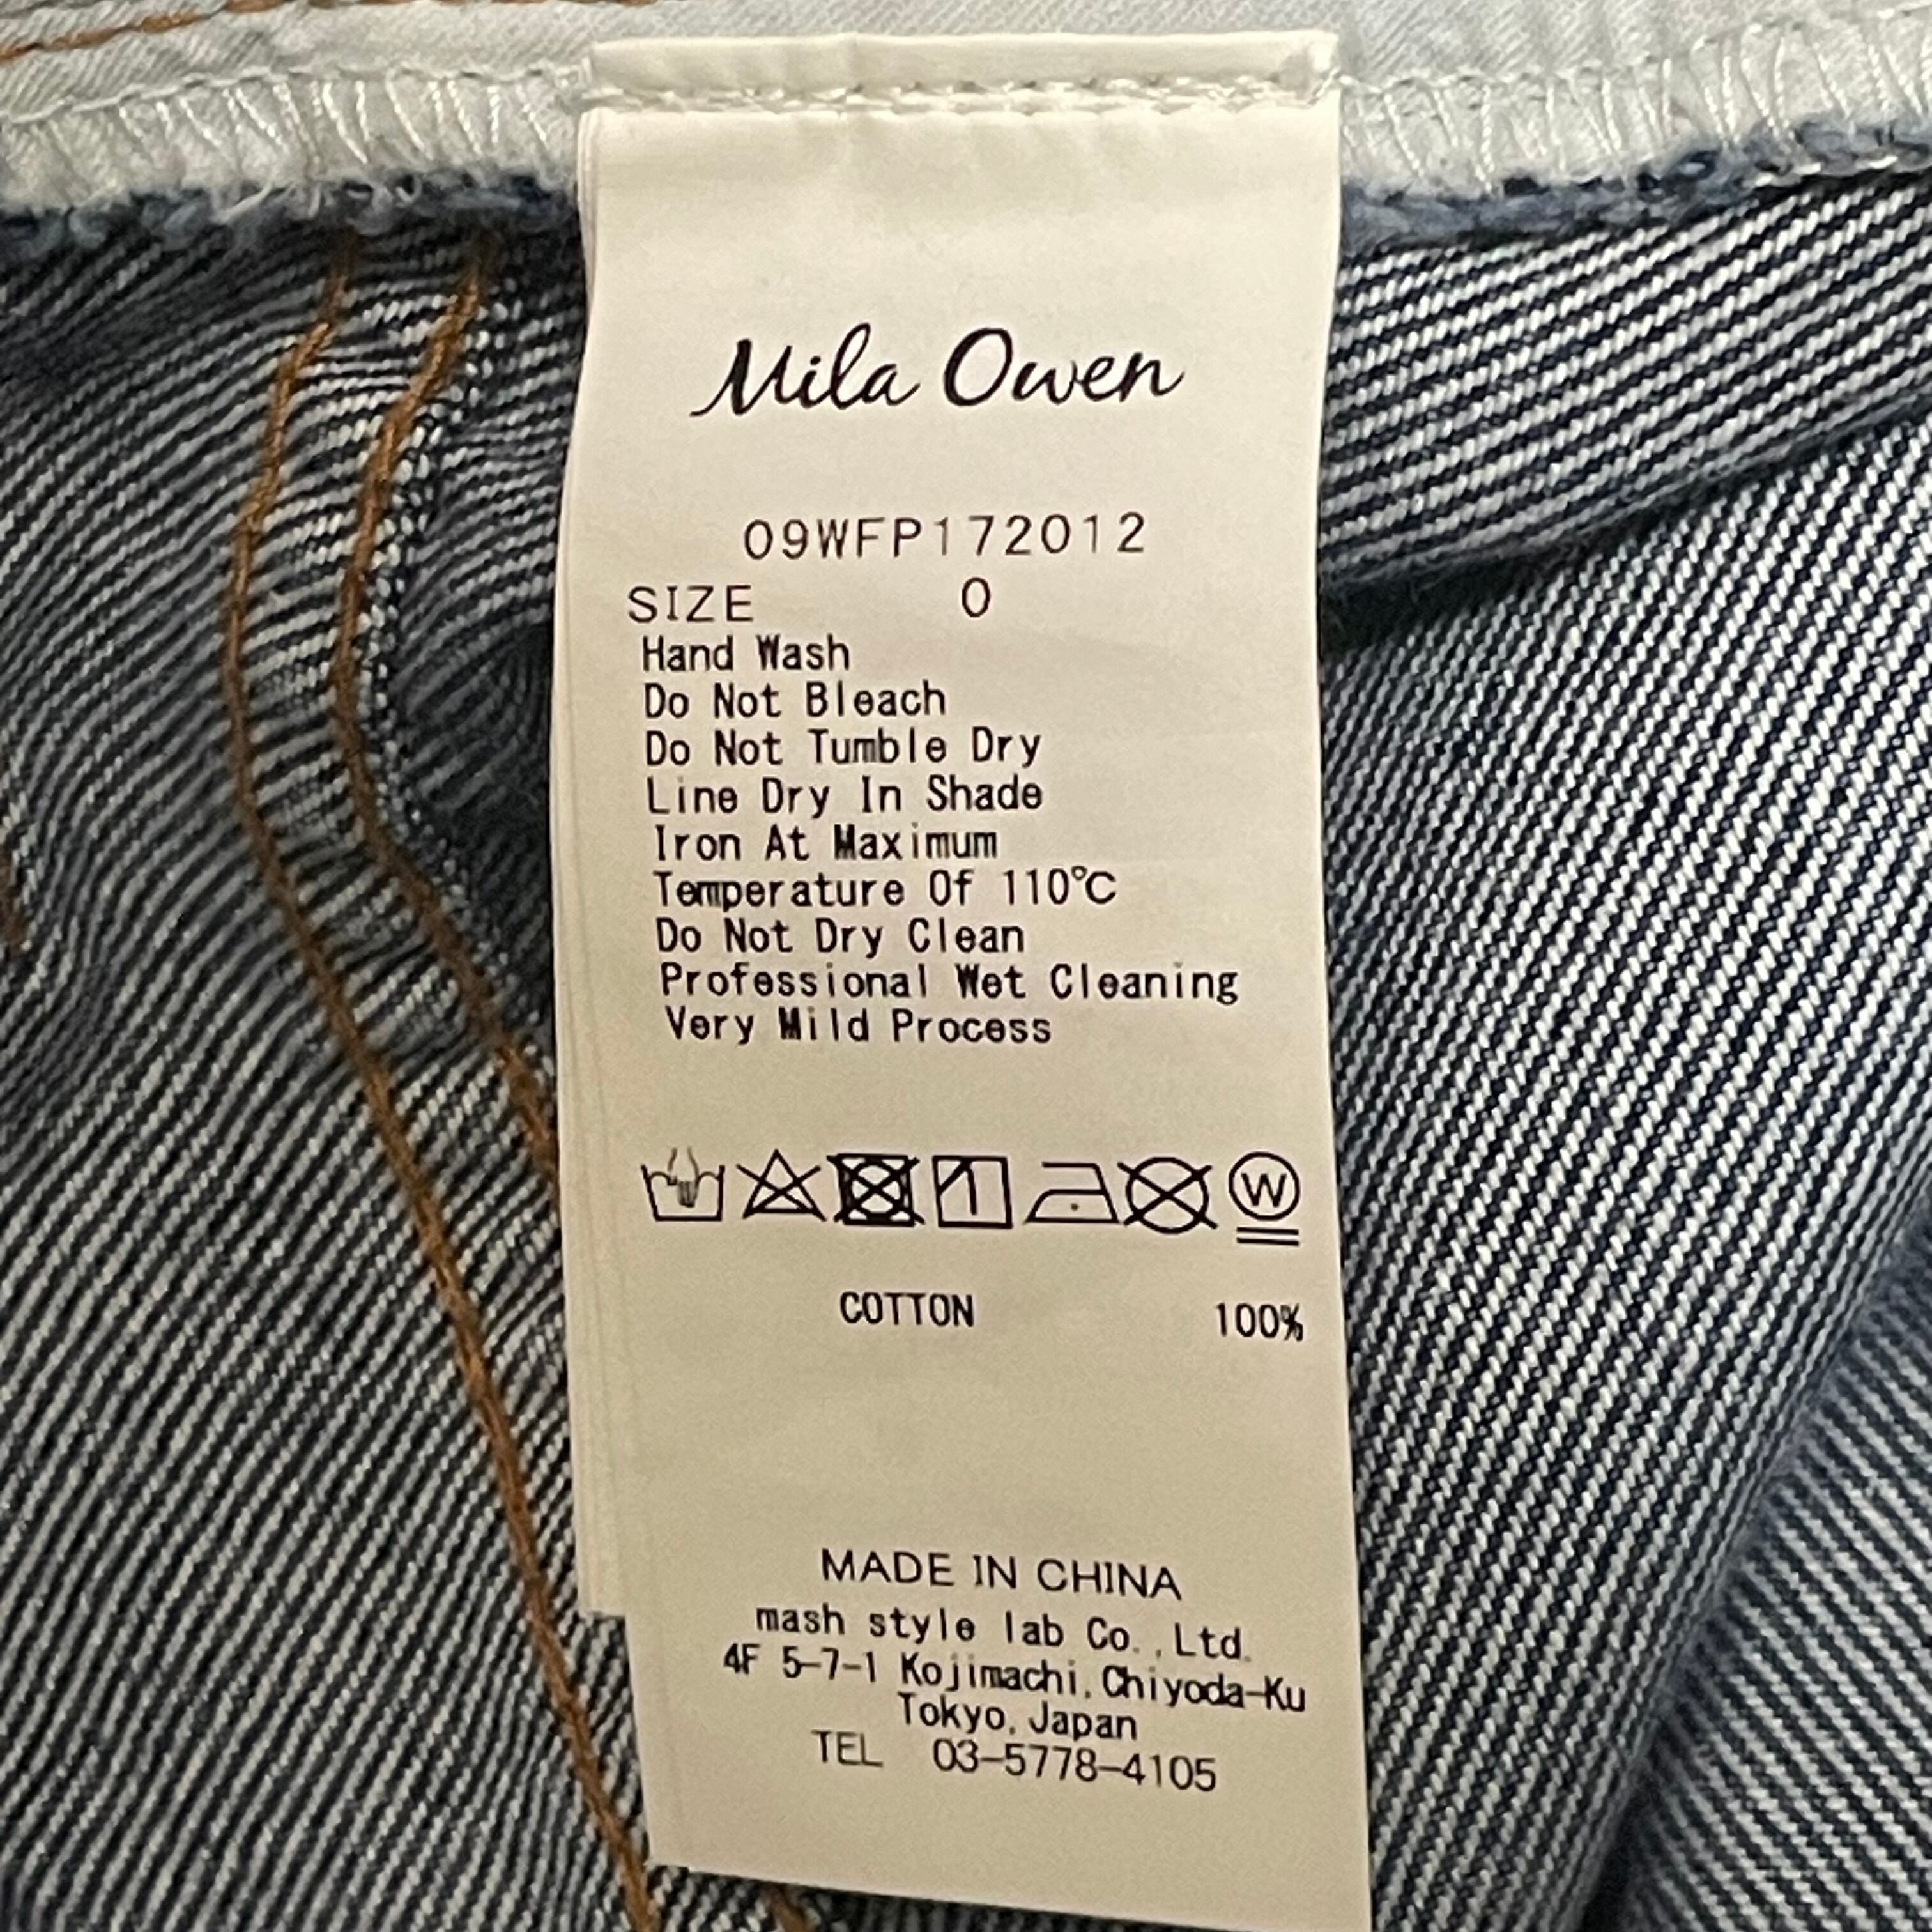 Mila Owen
09WFP172012
SIZE 0
Hand Wash
Do Not Bleach
Do Not Tumble Dry
Line Dry In Shade
Iron At Maximum
Temperature Of 110℃
Do Not Dry Clean
Professional Wet Cleaning
Very Mild Process
W
COTTON 100%
MADE IN CHINA
mash style lab Co.,Ltd.
4F 5-7-1 Kojimachi,Chiyoda-Ku
Tokyo,Japan
TEL 03-5778-4105